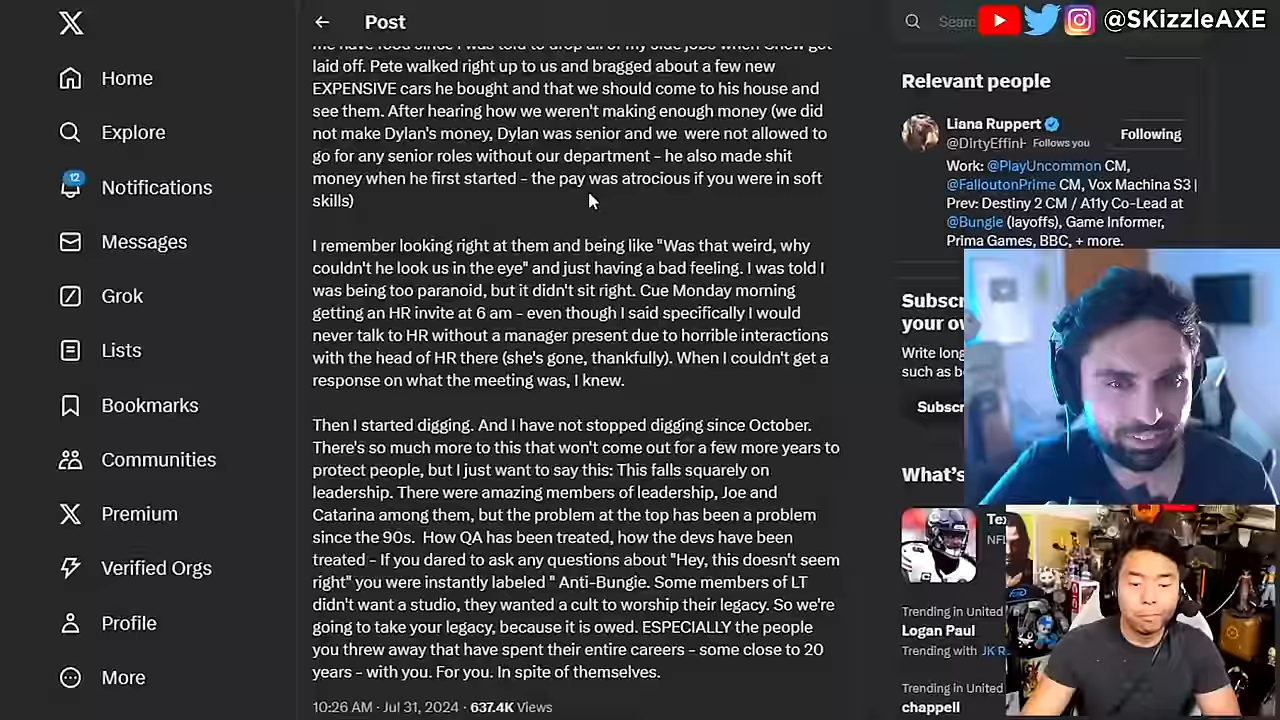 Post
Sear
@SKizzleAXE
Home
Explore
12
Notifications
Messages
Grok
Lists
Bookmarks
Communities
Premium
Verified Orgs
Profile
More
me have food since I was told to drop all of my side jobs when Chew got
laid off. Pete walked right up to us and bragged about a few new
EXPENSIVE cars he bought and that we should come to his house and
see them. After hearing how we weren't making enough money (we did
not make Dylan's money, Dylan was senior and we were not allowed to
go for any senior roles without our department - he also made shit
money when he first started - the pay was atrocious if you were in soft
skills)
I remember looking right at them and being like "Was that weird, why
couldn't he look us in the eye" and just having a bad feeling. I was told I
was being too paranoid, but it didn't sit right. Cue Monday morning
getting an HR invite at 6 am - even though I said specifically I would
never talk to HR without a manager present due to horrible interactions
with the head of HR there (she's gone, thankfully). When I couldn't get a
response on what the meeting was, I knew.
Then I started digging. And I have not stopped digging since October.
There's so much more to this that won't come out for a few more years to
protect people, but I just want to say this: This falls squarely on
leadership. There were amazing members of leadership, Joe and
Catarina among them, but the problem at the top has been a problem
since the 90s. How QA has been treated, how the devs have been
treated - If you dared to ask any questions about "Hey, this doesn't seem
right" you were instantly labeled " Anti-Bungie. Some members of LT
didn't want a studio, they wanted a cult to worship their legacy. So we're
going to take your legacy, because it is owed. ESPECIALLY the people
you threw away that have spent their entire careers - some close to 20
years - with you. For you. In spite of themselves.
10:26 AM · Jul 31, 2024 · 637.4K Views
Relevant people
Liana Ruppert
@DIrtyEffinH Follows you
Following
Work: @PlayUncommon CM,
@FalloutonPrime CM, Vox Machina S3 |
Prev: Destiny 2 CM / A11y Co-Lead at
@Bungie (layoffs), Game Informer,
Prima Games, BBC, + more.
Subscr
your o
Write long
such as b
Subsc
What's
Tex
NFL
Trending in United
Logan Paul
Trending with JK R
Trending in United
chappell